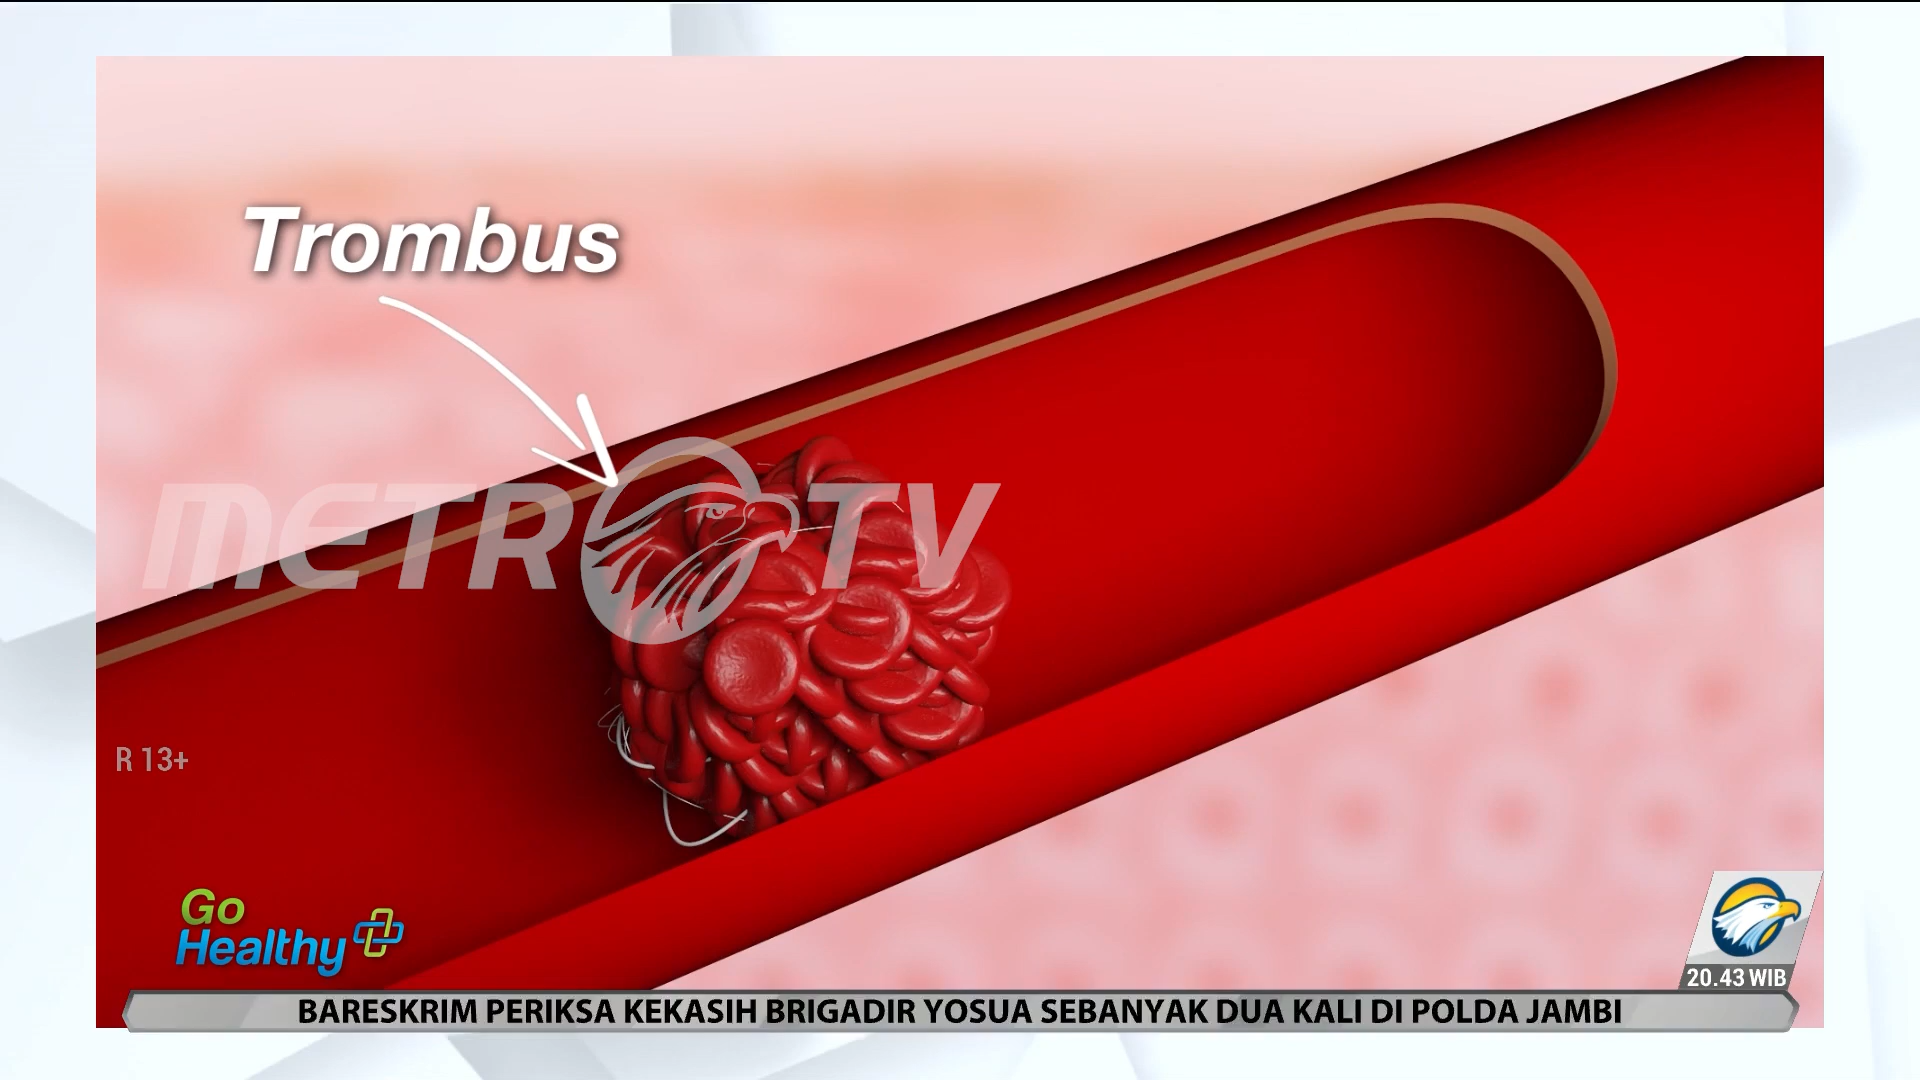 Trombus
METRO TV
R 13+
Go
Healthy
20.43 WIB
BARESKRIM PERIKSA KEKASIH BRIGADIR YOSUA SEBANYAK DUA KALI DI POLDA JAMBI